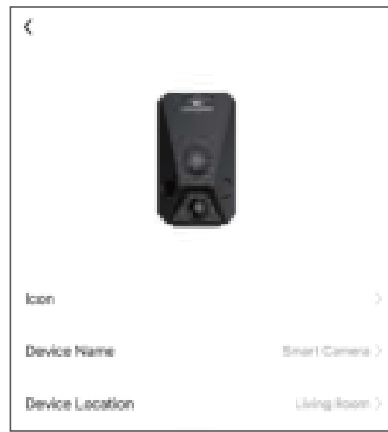 Icon
Device Name
Smart Camera
Device Location
Living Room